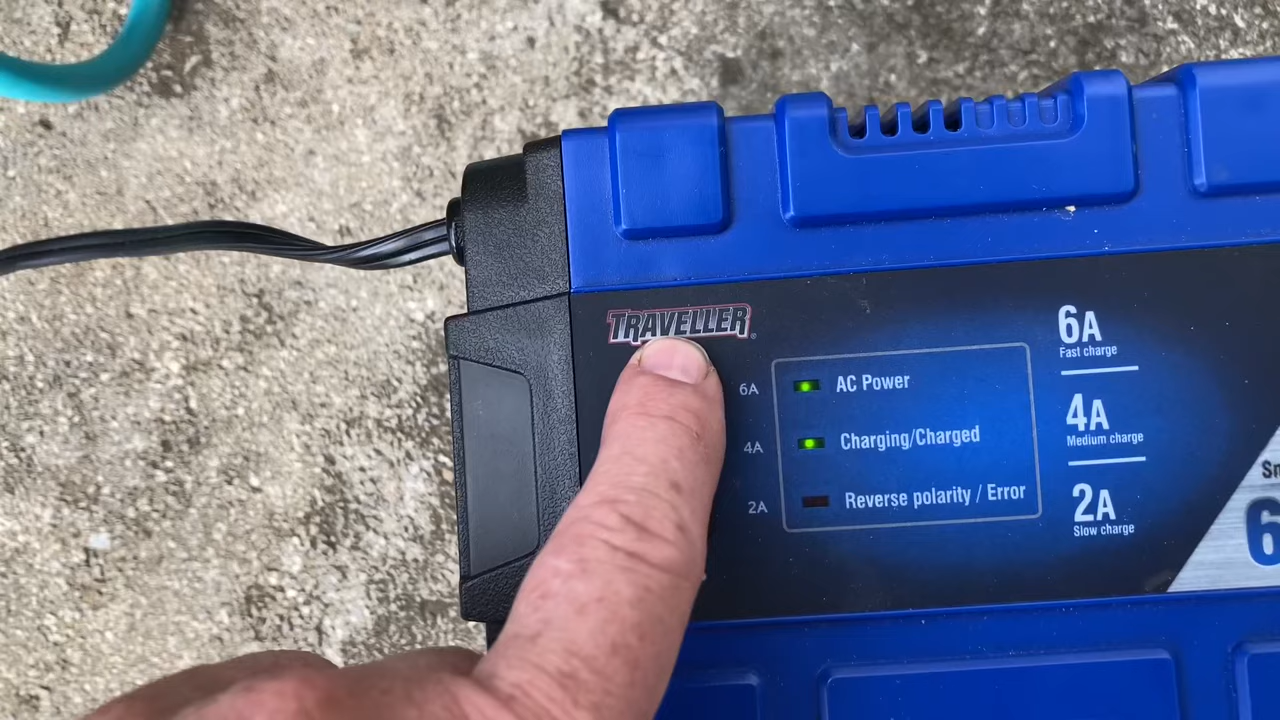 TRAVELLER
6A
4A
2A
AC Power
Charging/Charged
Reverse polarity / Error
6A
Fast charge
4A
Medium charge
2A
Slow charge
6